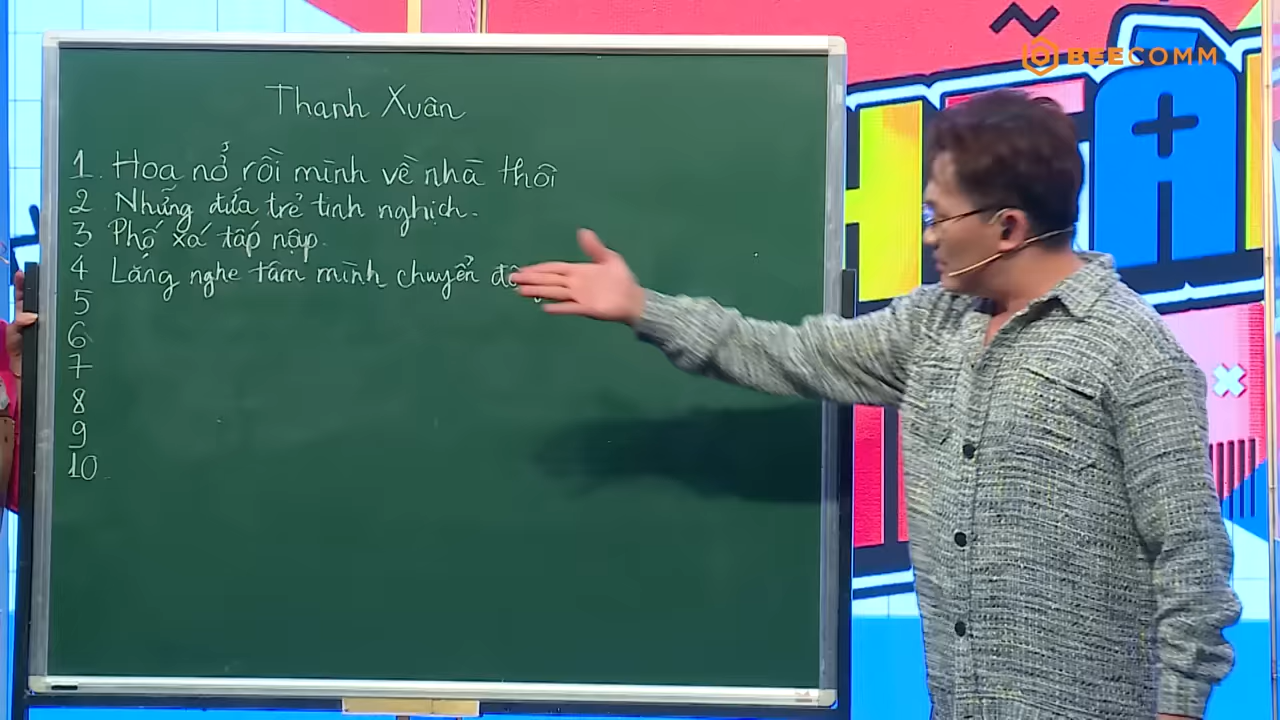 BEECOMM
Thanh Xuân
1. Hoa nở rồi mình về nhà thôi
2 Những đứa trẻ tinh nghịch.
3 Phố xá tấp nập.
4 Lắng nghe tâm mình chuyển
5
6
7
8
9
10